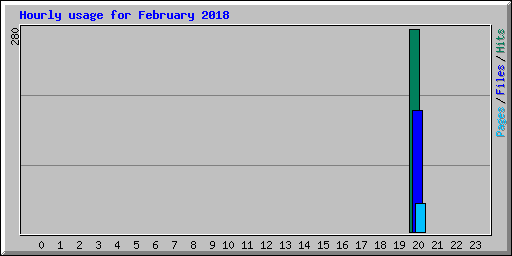 Hourly usage for February 2018
280
Pages/Files/Hits
0 1 2 3 4 5 6 7 8 9 10 11 12 13 14 15 16 17 18 19 20 21 22 23